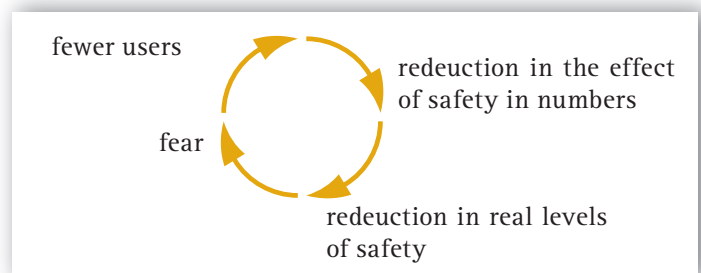 fewer users
redeuction in the effect
of safety in numbers
fear
redeuction in real levels
of safety